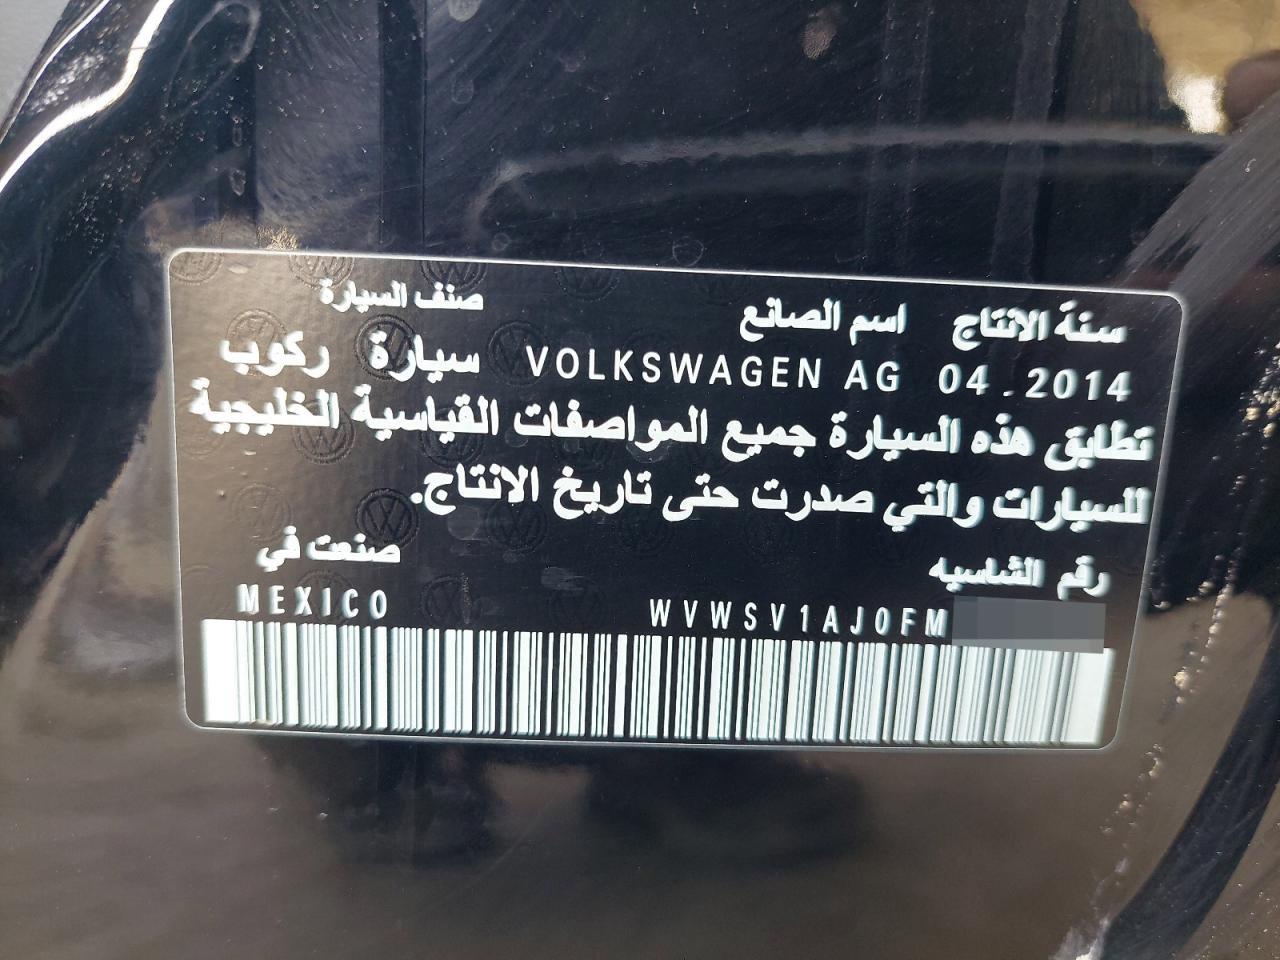 سنة الانتاج اسم الصانع صنف السيارة
04.2014 VOLKSWAGEN AG سيارة ركوب
تطابق هذه السيارة جميع المواصفات القياسية الخليجية
للسيارات والتي صدرت حتى تاريخ الانتاج.
رقم الشاسيه صنعت في
WVWSV1AJ0FM MEXICO